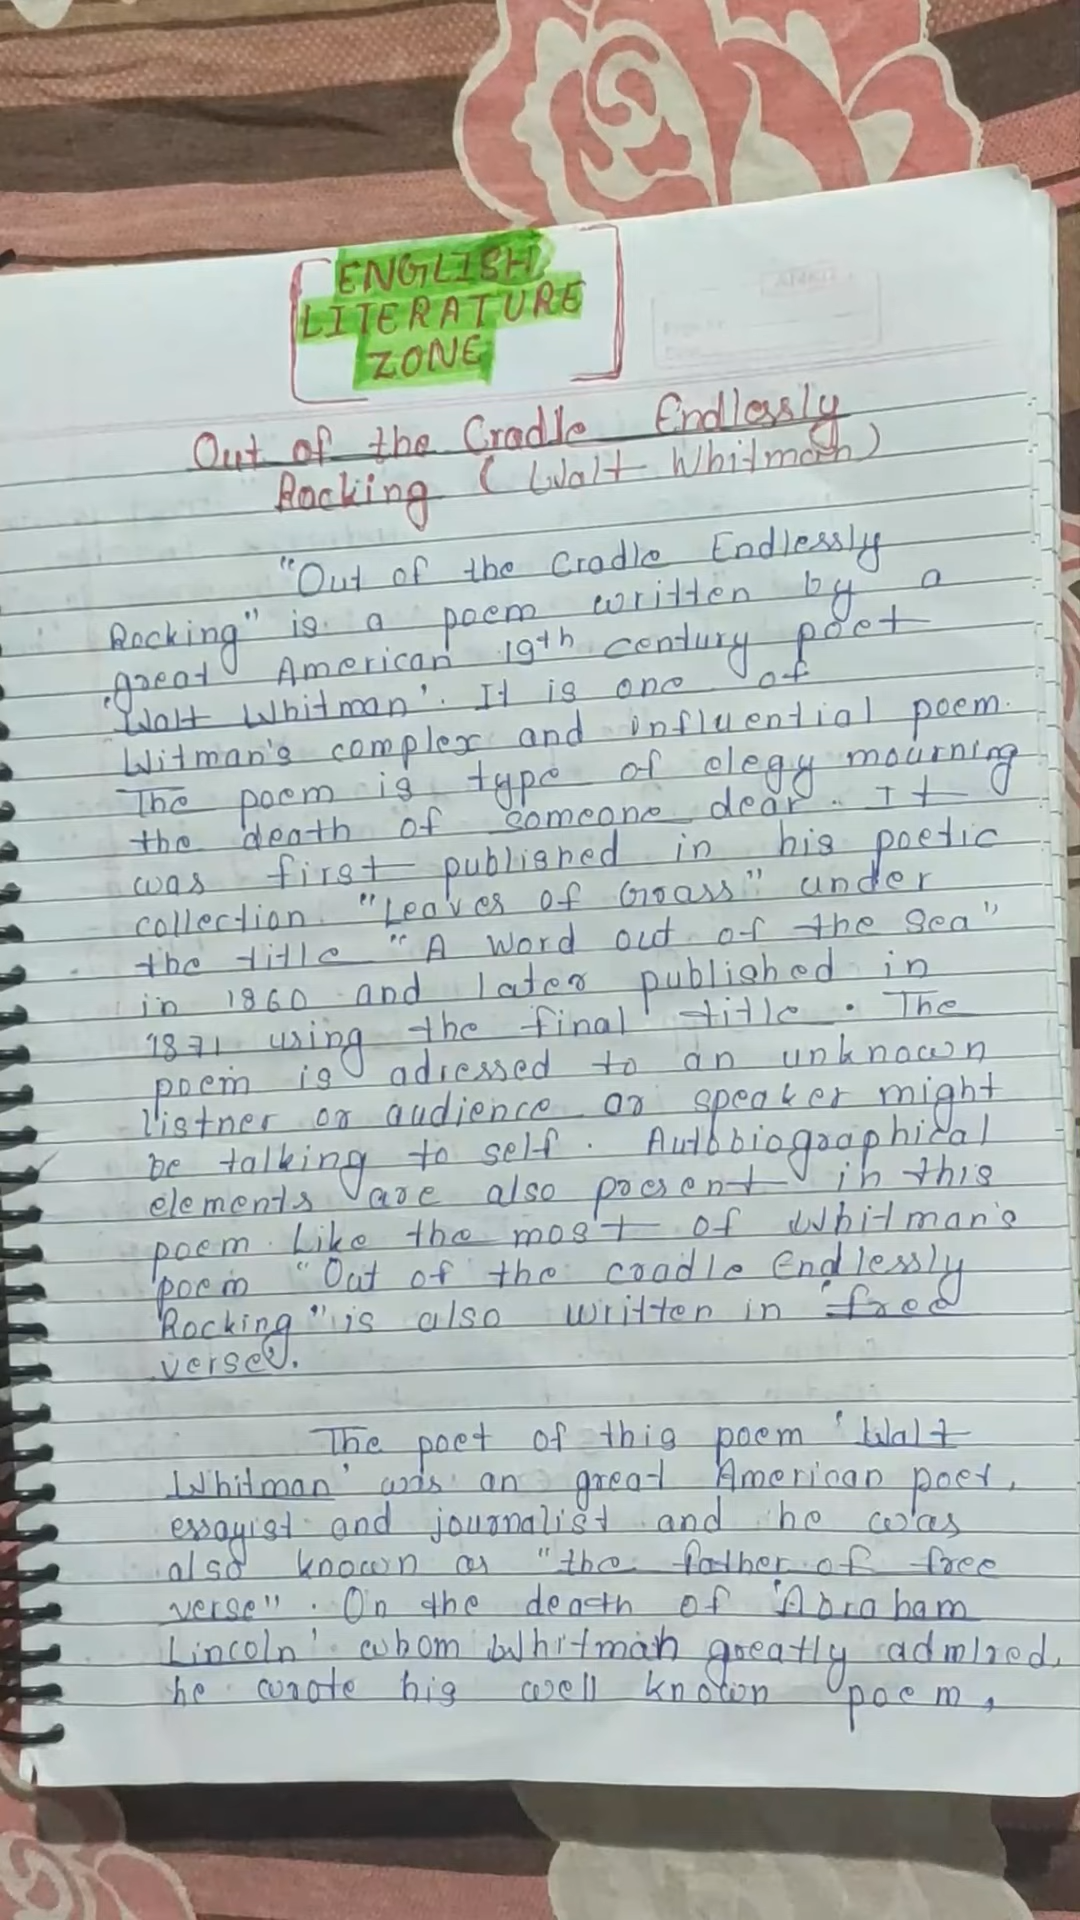 ENGLISH
LITERATURE
ZONE
Out of the Cradle Endlessly
Rocking (Walt Whitman)
"Out of the Cradle Endlessly
Rocking" is a poem written by a
great American 19th century poet
'Walt Whitman'. It is one of
Witman's complex and influential poem.
The poem is type of elegy mourning
the death of someone dear. It
was first published in his poetic
collection "Leaves of Grass" under
the title "A Word out of the Sea"
in 1860 and later published in
1871 using the final title. The
poem is adressed to an unknown
listner or audience or speaker might
be talking to self. Autobiographical
elements are also present in this
poem. Like the most of Whitman's
poem "Out of the cradle Endlessly
Rocking" is also written in 'free
verse'.
The poet of this poem 'Walt
Whitman' was an great American poet,
essayist and journalist and he was
also known as "the father of free
verse". On the death of 'Abraham
Lincoln' whom Whitman greatly admired,
he wrote his well known poem,